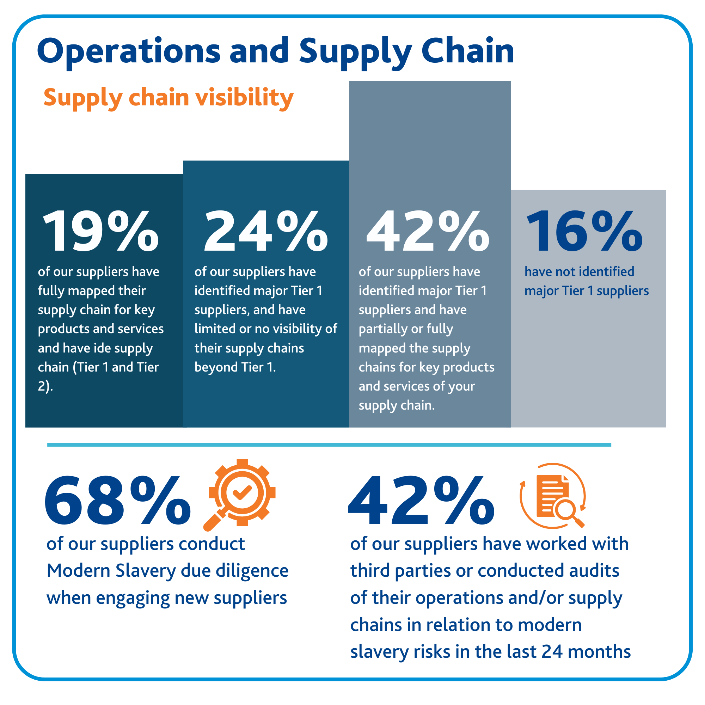 Operations and Supply Chain
Supply chain visibility
19%
of our suppliers have
fully mapped their
supply chain for key
products and services
and have ide supply
chain (Tier 1 and Tier
2).
24%
of our suppliers have
identified major Tier 1
suppliers, and have
limited or no visibility of
their supply chains
beyond Tier 1.
42%
of our suppliers have
identified major Tier 1
suppliers and have
partially or fully
mapped the supply
chains for key products
and services of your
supply chain.
16%
have not identified
major Tier 1 suppliers
68%
of our suppliers conduct
Modern Slavery due diligence
when engaging new suppliers
42%
of our suppliers have worked with
third parties or conducted audits
of their operations and/or supply
chains in relation to modern
slavery risks in the last 24 months